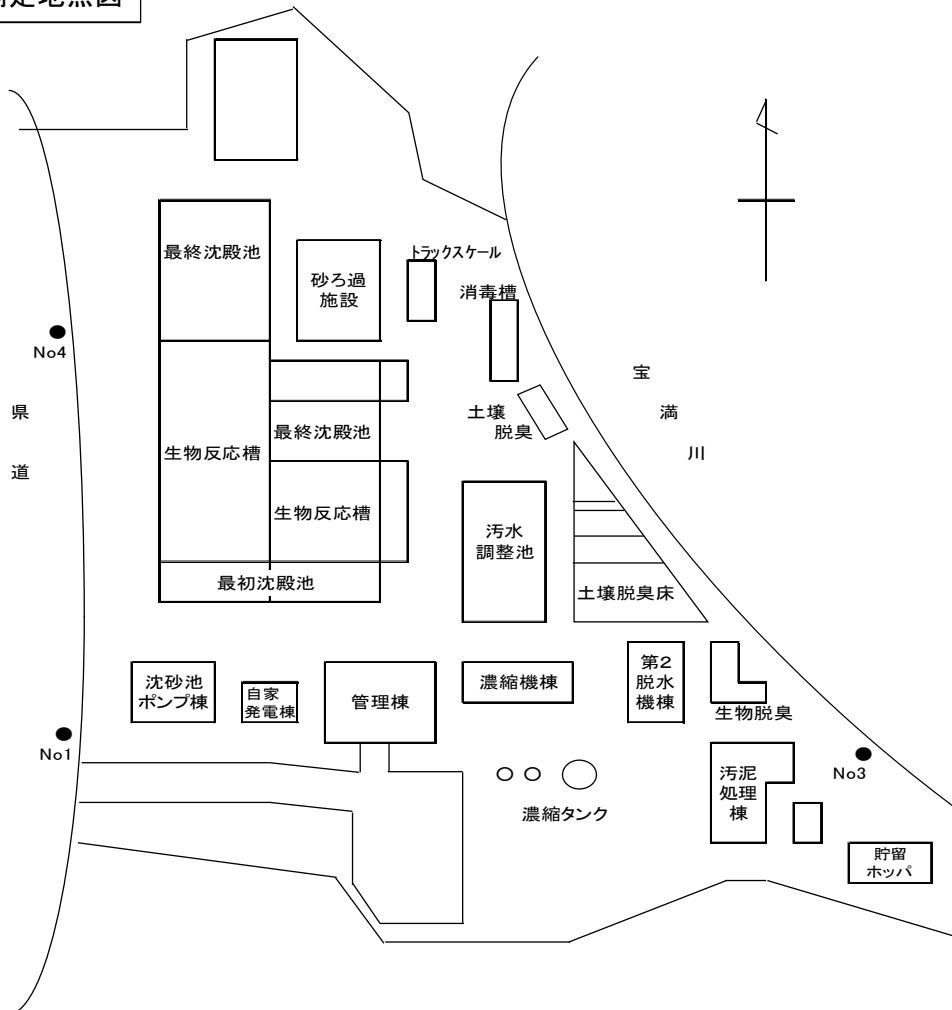 定地点図
最終沈殿池
砂ろ過
施設
トラックスケール
消毒槽
No4
県
道
生物反応槽
最終沈殿池
土壌
脱臭
宝
満
川
生物反応槽
汚水
調整池
最初沈殿池
土壌脱臭床
沈砂池
ポンプ棟
自家
発電棟
管理棟
濃縮機棟
第2
脱水
機棟
生物脱臭
No1
No3
濃縮タンク
汚泥
処理
棟
貯留
ホッパ